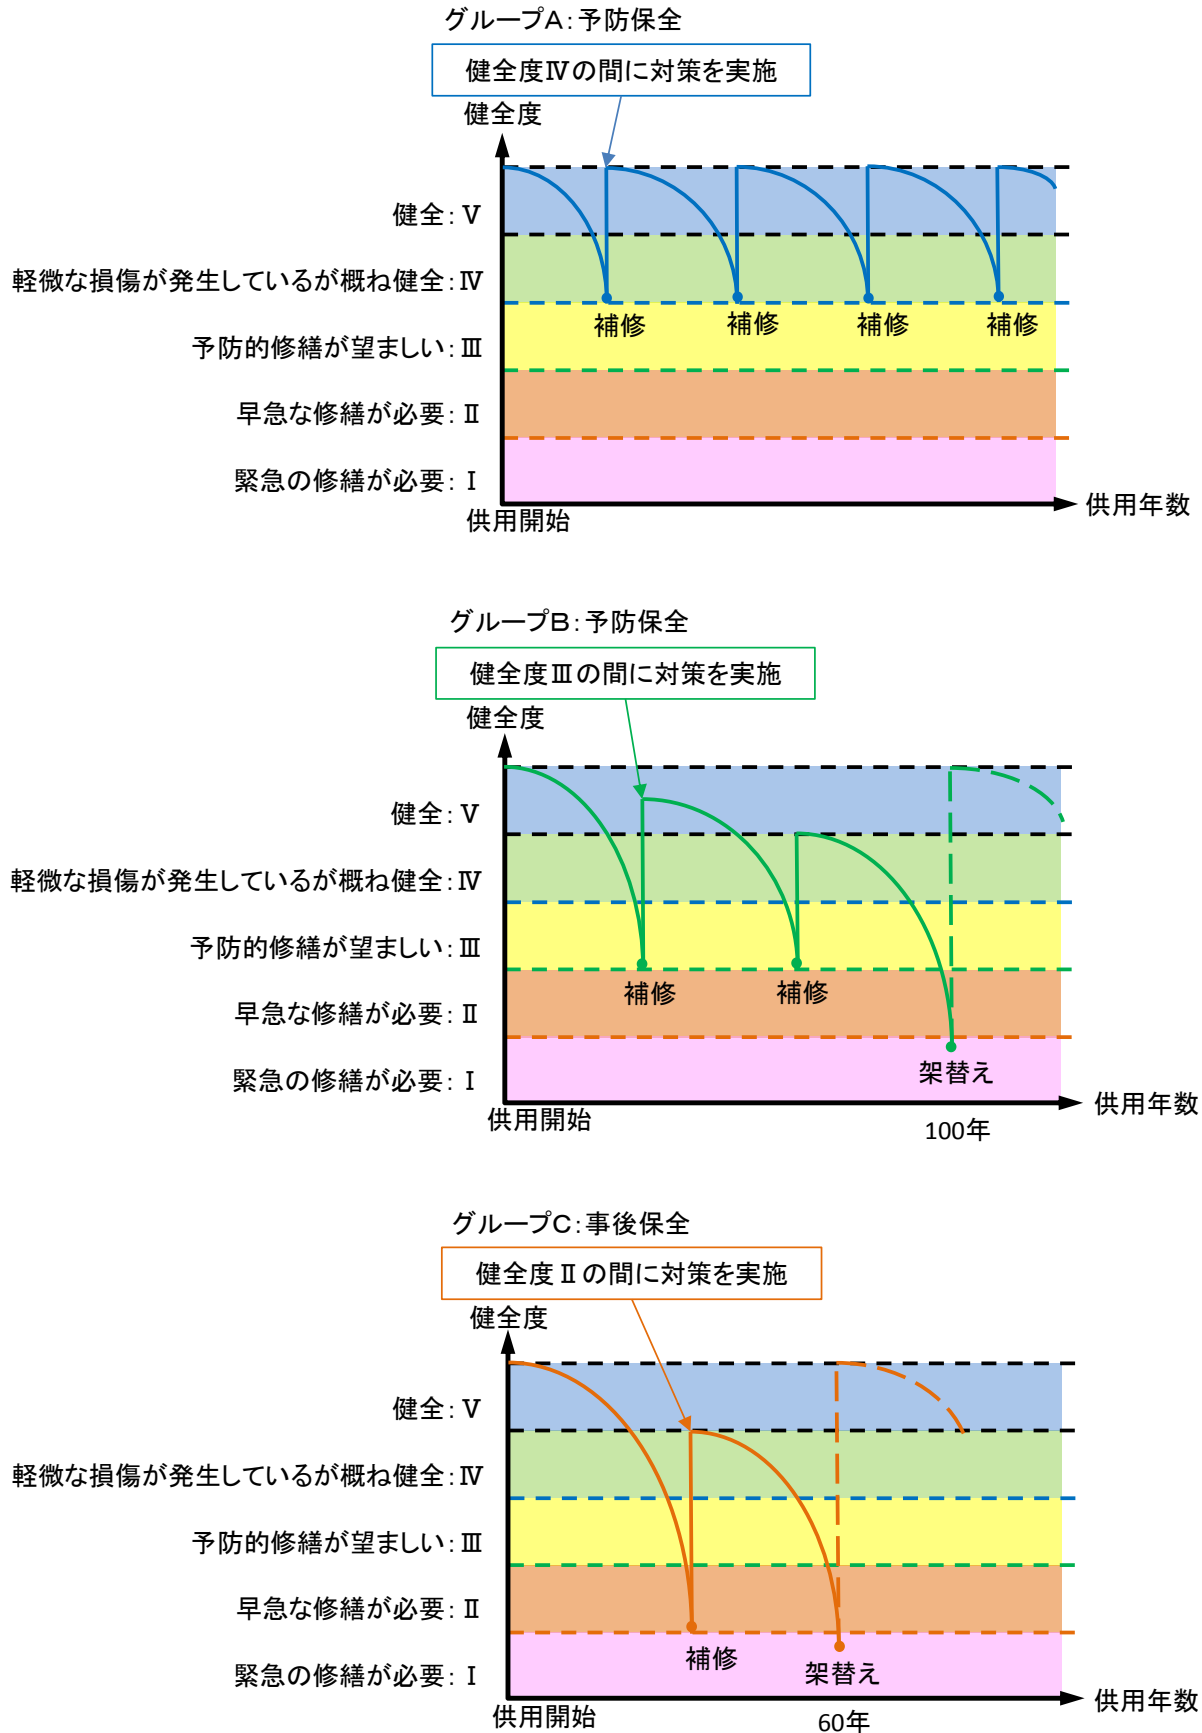 グループA：予防保全
健全度Ⅳの間に対策を実施
健全度
健全：Ⅴ
軽微な損傷が発生しているが概ね健全：Ⅳ
補修 補修 補修 補修
予防的修繕が望ましい：Ⅲ
早急な修繕が必要：Ⅱ
緊急の修繕が必要：Ⅰ
供用年数
供用開始
グループB：予防保全
健全度Ⅲの間に対策を実施
健全度
健全：Ⅴ
軽微な損傷が発生しているが概ね健全：Ⅳ
予防的修繕が望ましい：Ⅲ
補修 補修
早急な修繕が必要：Ⅱ
架替え
緊急の修繕が必要：Ⅰ
供用年数
供用開始
100年
グループC：事後保全
健全度Ⅱの間に対策を実施
健全度
健全：Ⅴ
軽微な損傷が発生しているが概ね健全：Ⅳ
予防的修繕が望ましい：Ⅲ
早急な修繕が必要：Ⅱ
補修 架替え
緊急の修繕が必要：Ⅰ
供用年数
供用開始
60年